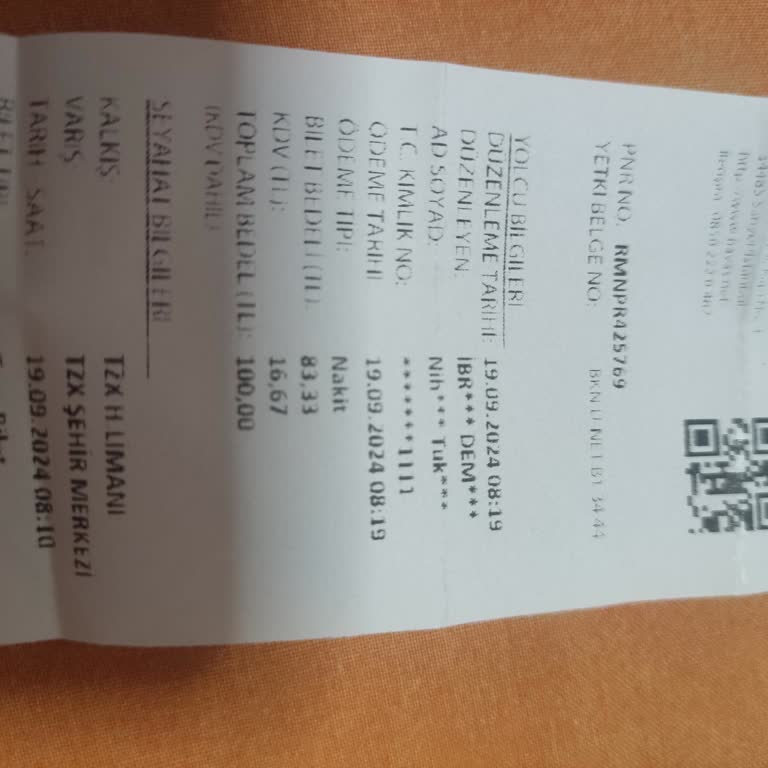 http://www.havas.net
PNR NO: RMNPR425769
YETKİ BELGE NO:
YOLCU BİLGİLERİ
DÜZENLEME TARİHİ: 19.09.2024 08:19
DÜZENLEYEN: İBR*** DEM***
AD SOYAD: Nih*** Tuk***
T.C. KİMLİK NO: *******1111
ÖDEME TARİHİ 19.09.2024 08:19
ÖDEME TİPİ: Nakit
BİLET BEDELİ (TL): 83,33
KDV (TL): 16,67
TOPLAM BEDEL (TL): 100,00
(KDV DAHİL)
SEYAHAT BİLGİLERİ
KALKIŞ: TZX H LİMANI
VARIŞ: TZX ŞEHİR MERKEZİ
TARİH SAAT: 19.09.2024 08:10